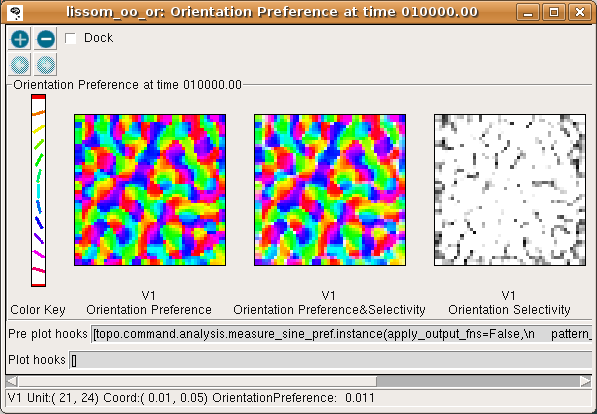 lissom_oo_or: Orientation Preference at time 010000.00
Dock
Orientation Preference at time 010000.00
V1 V1 V1
Color Key Orientation Preference Orientation Preference&Selectivity Orientation Selectivity
Pre plot hooks [topo.command.analysis.measure_sine_pref.instance(apply_output_fns=False,\n pattern_
Plot hooks []
V1 Unit:( 21, 24) Coord:( 0.01, 0.05) OrientationPreference: 0.011